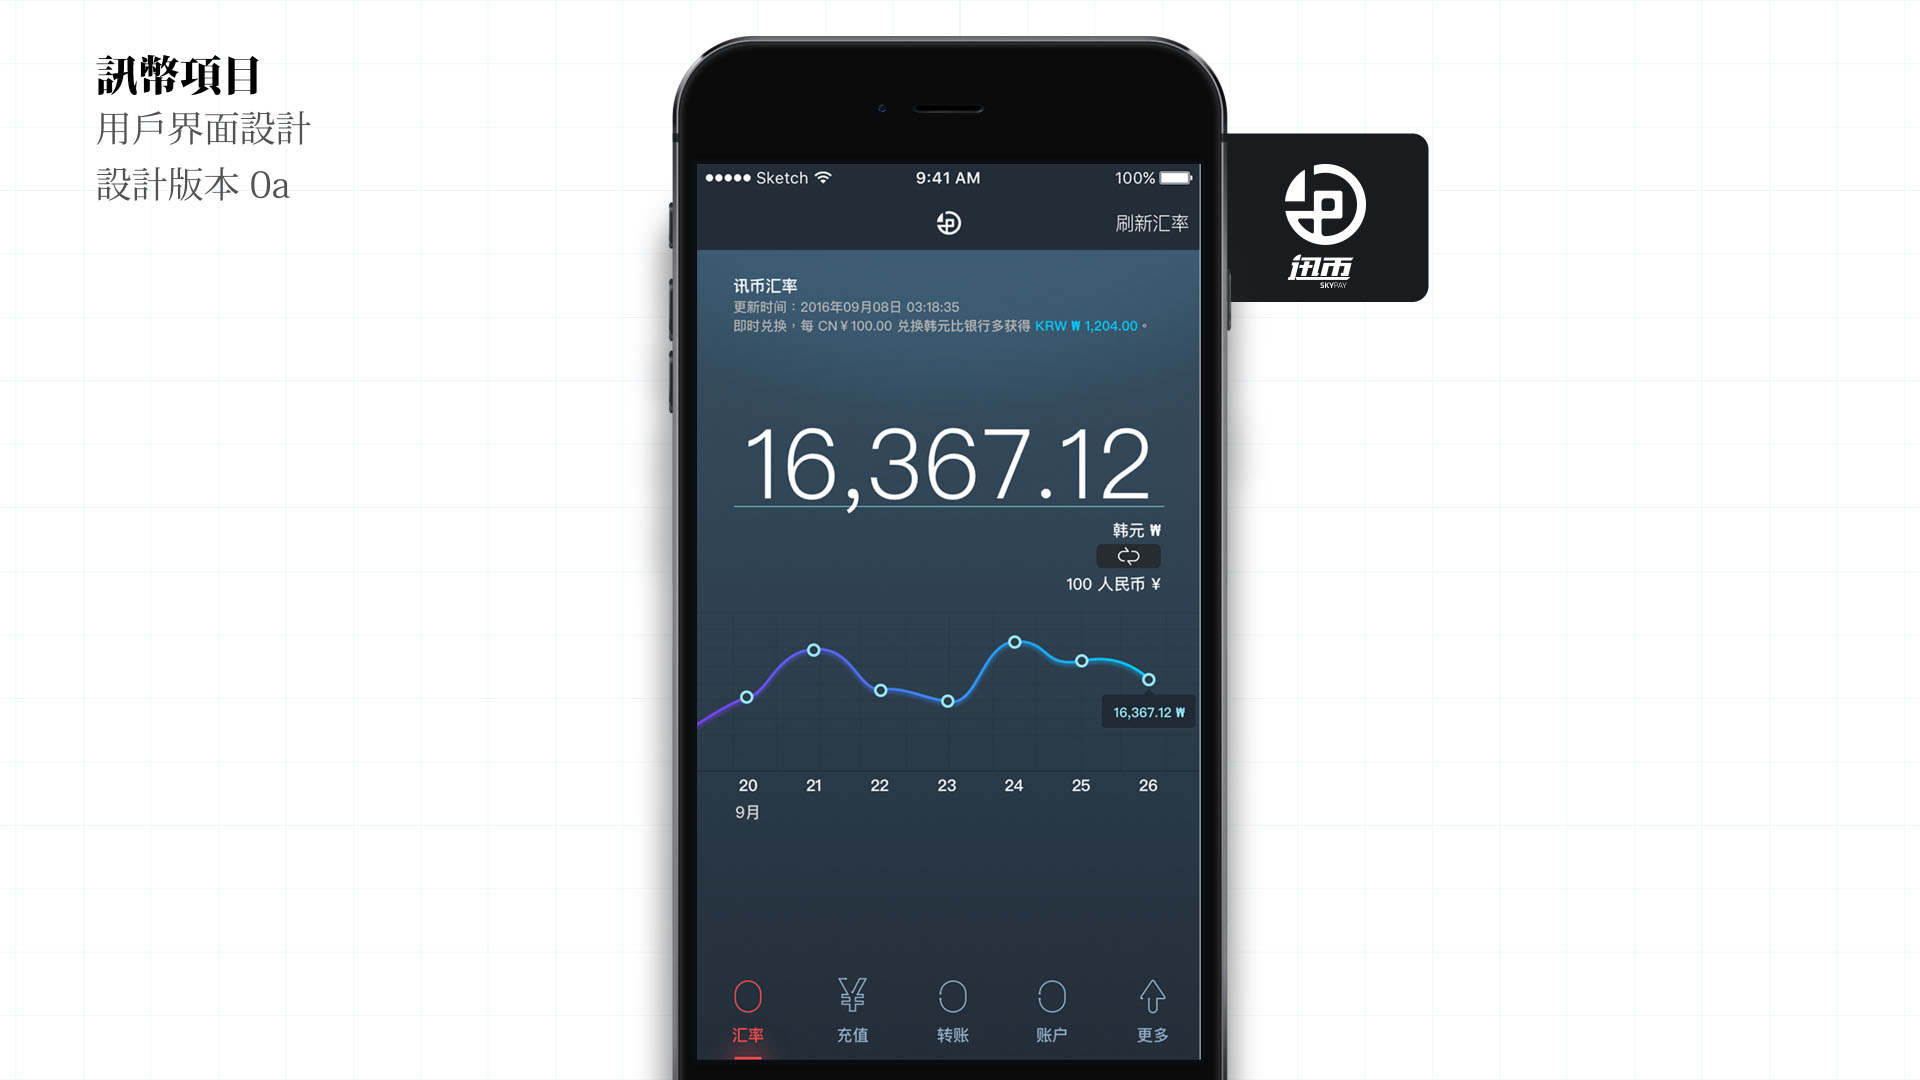 訊幣項目
用戶界面設計
設計版本 0a
Sketch
9:41 AM
100%
刷新汇率
迅币
SKYPAY
讯币汇率
更新时间：2016年09月08日 03:18:35
即时兑换，每 CN¥100.00 兑换韩元比银行多获得 KRW ₩ 1,204.00。
16,367.12
韩元 ₩
100 人民币 ¥
16,367.12 ₩
20 21 22 23 24 25 26
9月
汇率 充值 转账 账户 更多